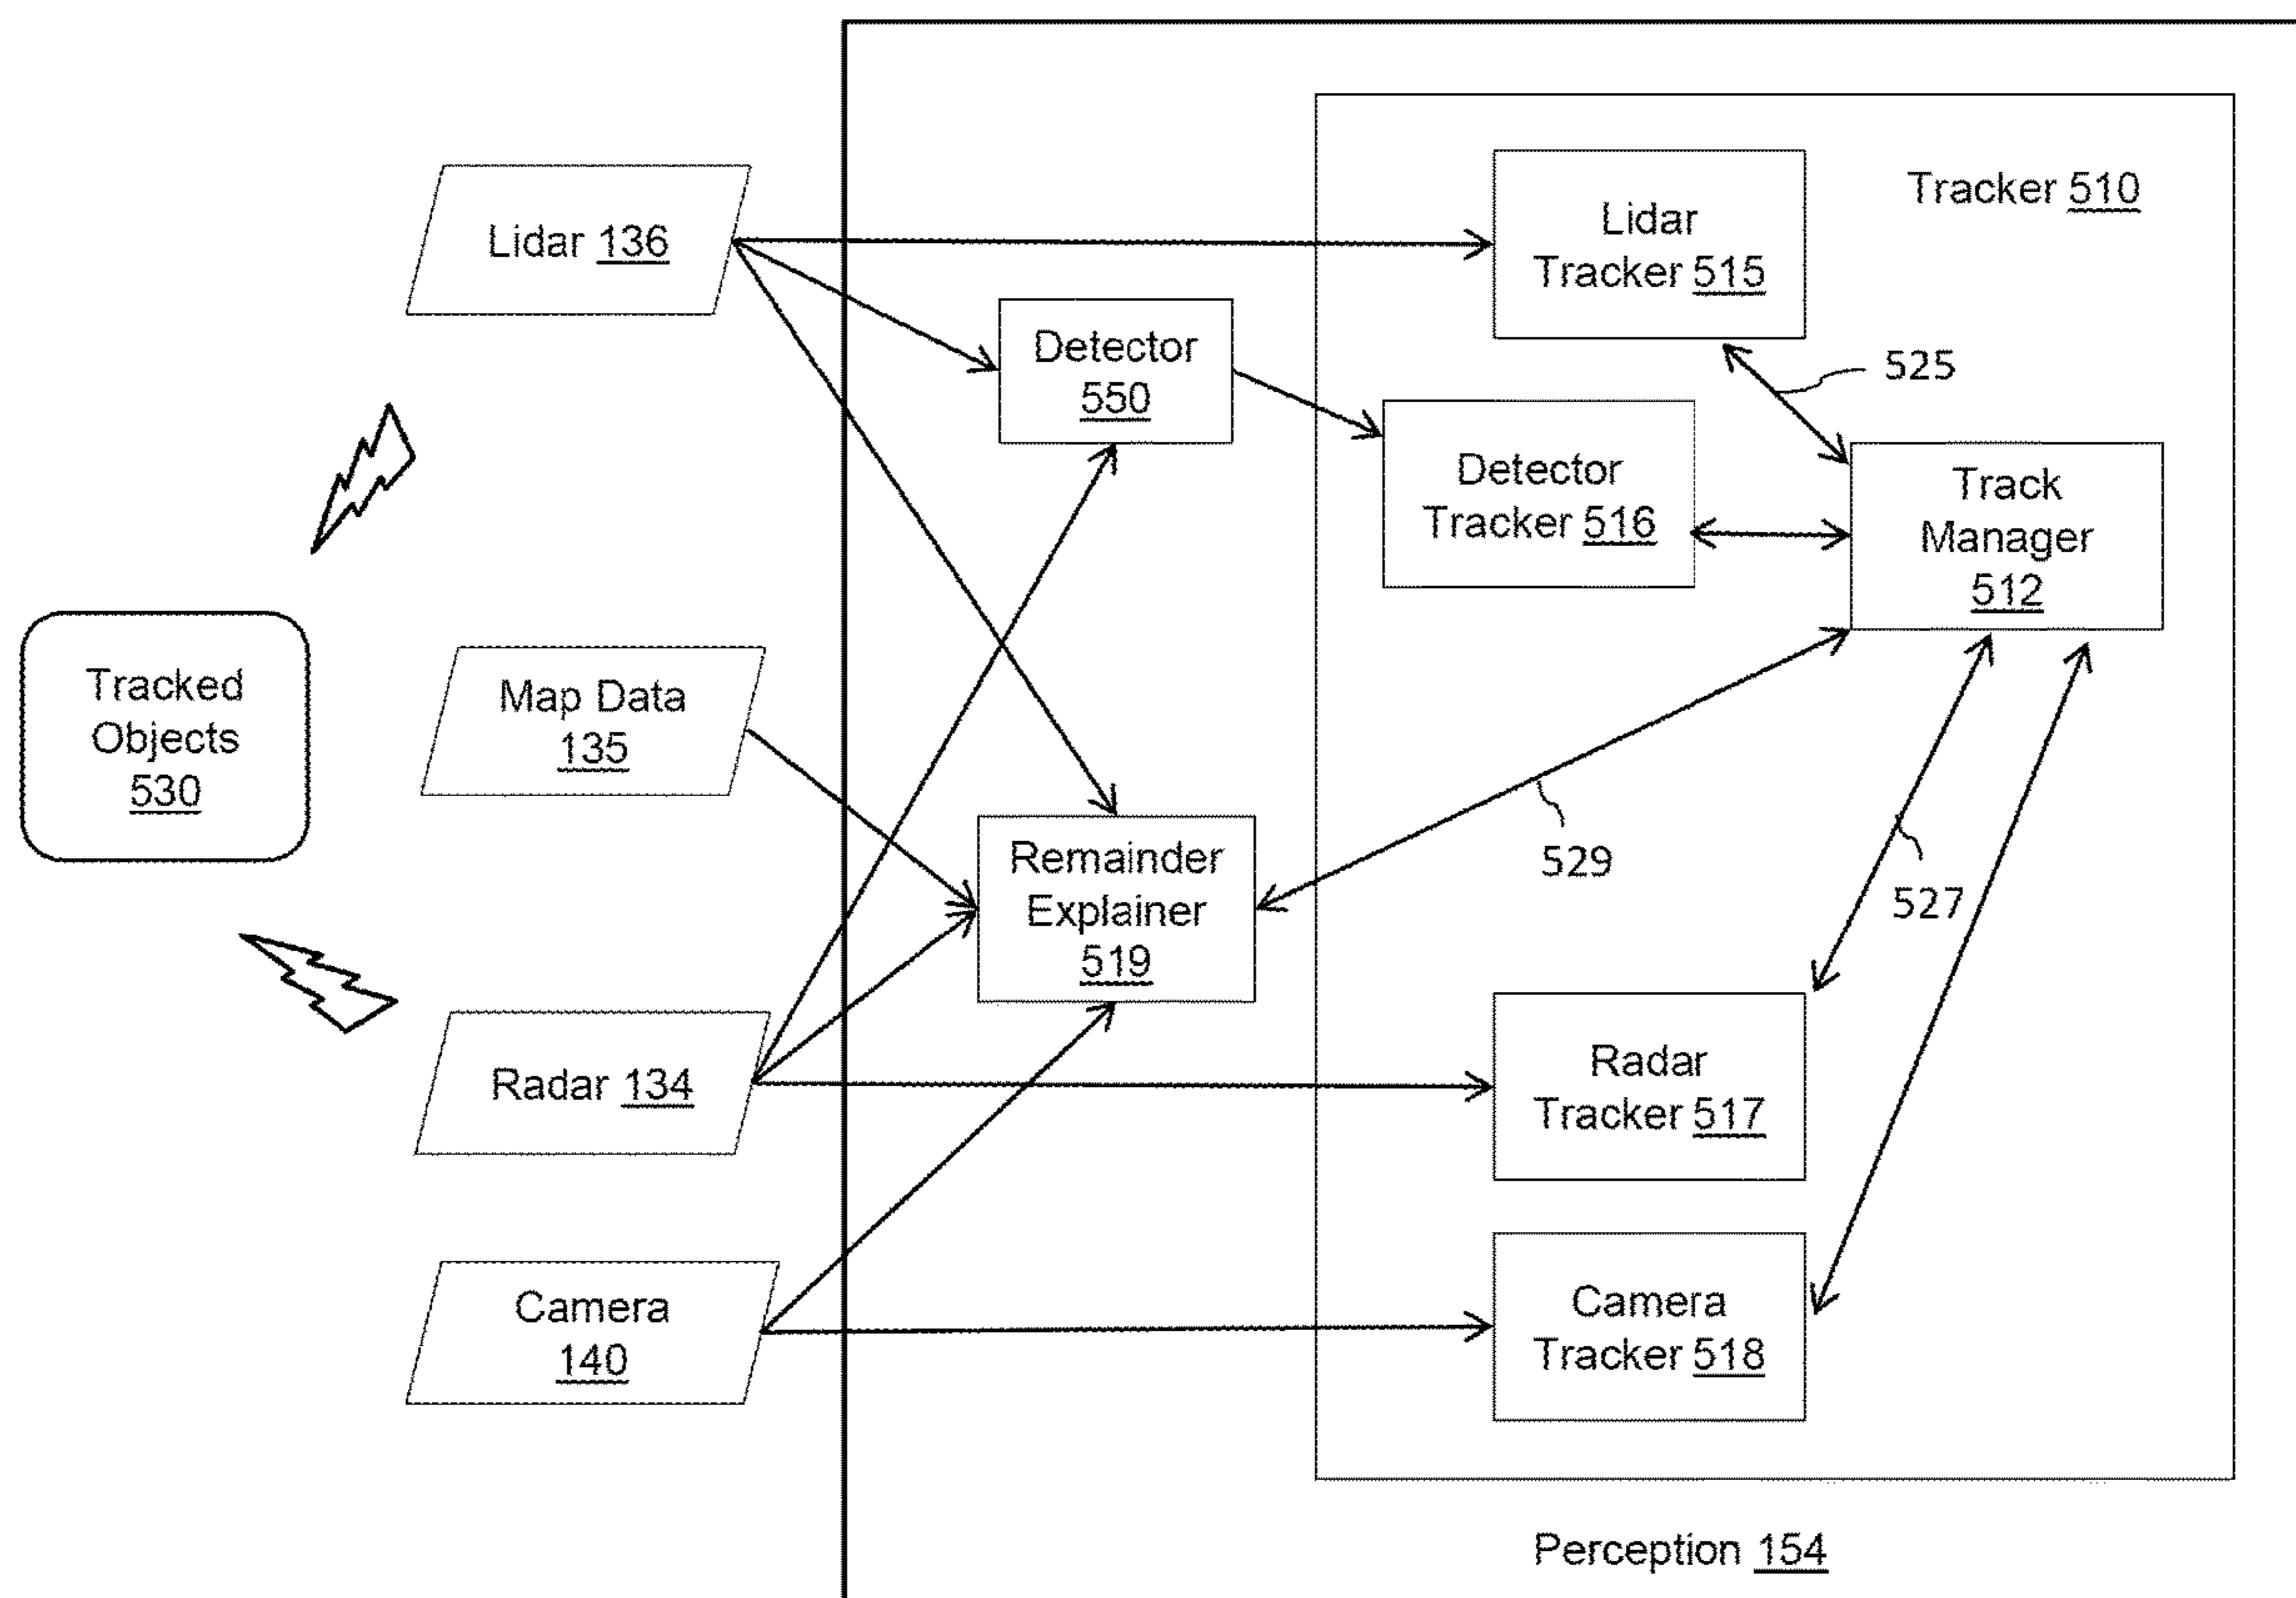 Tracker 510
Lidar 136
Lidar
Tracker 515
Detector
550
525
Detector
Tracker 516
Track
Manager
512
Tracked
Objects
530
Map Data
135
Remainder
Explainer
519
529
527
Radar 134
Radar
Tracker 517
Camera
140
Camera
Tracker 518
Perception 154